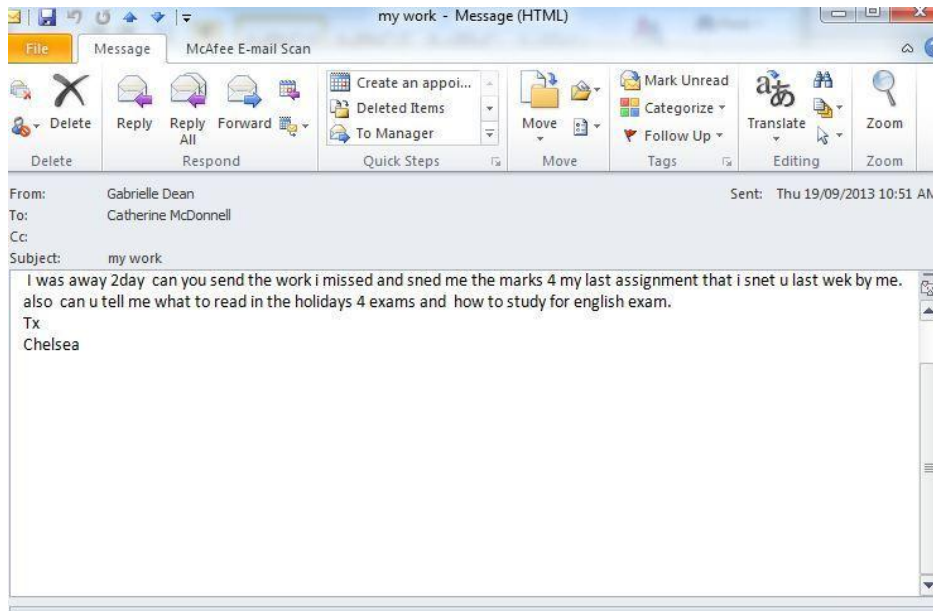 my work - Message (HTML)
File Message McAfee E-mail Scan
Delete Reply Reply All Forward Create an appoi... Deleted Items To Manager Move Mark Unread Categorize Follow Up Translate Zoom
Delete Respond Quick Steps Move Tags Editing Zoom
From: Gabrielle Dean Sent: Thu 19/09/2013 10:51 AM
To: Catherine McDonnell
Cc:
Subject: my work
I was away 2day can you send the work i missed and sned me the marks 4 my last assignment that i snet u last wek by me.
also can u tell me what to read in the holidays 4 exams and how to study for english exam.
Tx
Chelsea